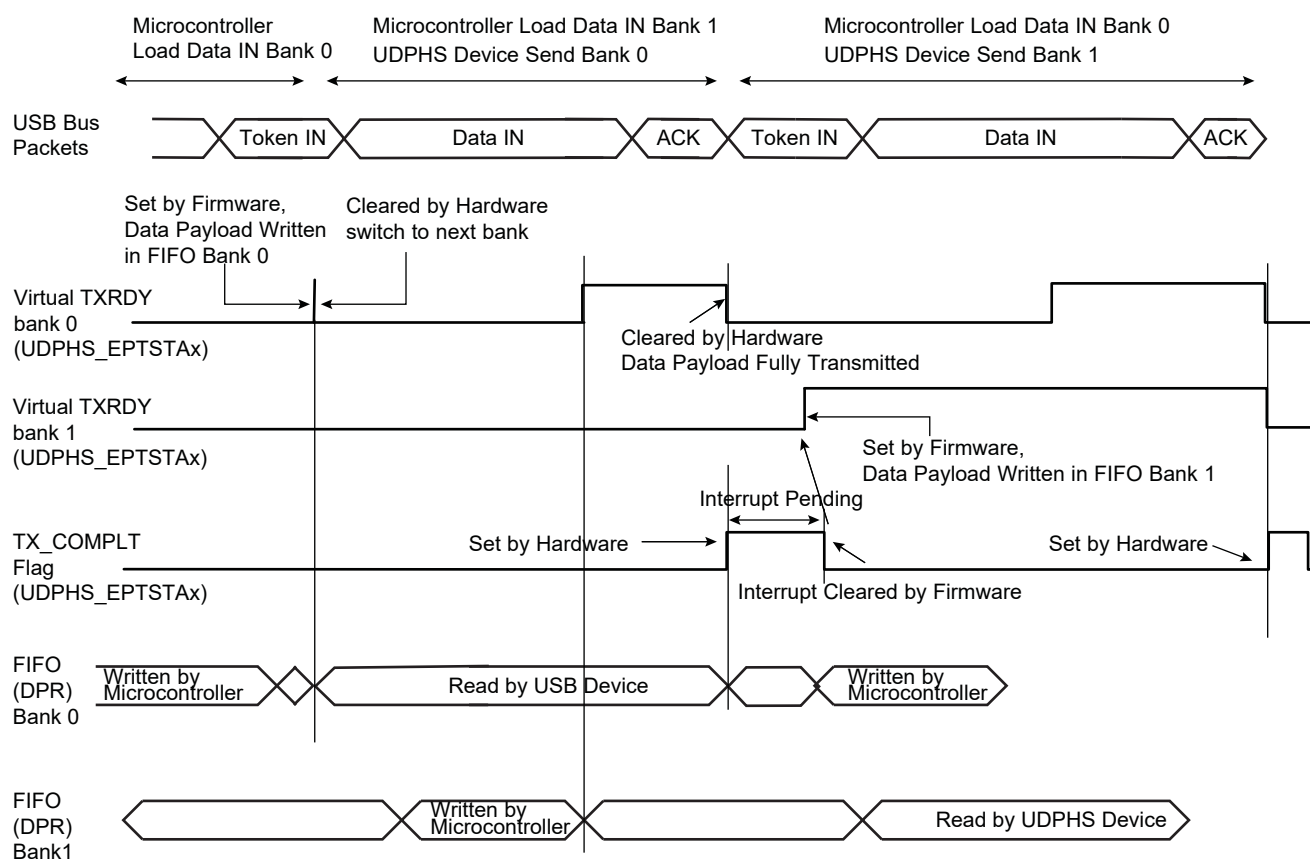 Microcontroller
Load Data IN Bank 0
Microcontroller Load Data IN Bank 1
UDPHS Device Send Bank 0
Microcontroller Load Data IN Bank 0
UDPHS Device Send Bank 1
USB Bus
Packets
Token IN
Data IN
ACK
Token IN
Data IN
ACK
Set by Firmware,
Data Payload Written
in FIFO Bank 0
Cleared by Hardware
switch to next bank
Virtual TXRDY
bank 0
(UDPHS_EPTSTAx)
Cleared by Hardware
Data Payload Fully Transmitted
Virtual TXRDY
bank 1
(UDPHS_EPTSTAx)
Set by Firmware,
Data Payload Written in FIFO Bank 1
Interrupt Pending
TX_COMPLT
Flag
(UDPHS_EPTSTAx)
Set by Hardware
Set by Hardware
Interrupt Cleared by Firmware
FIFO
(DPR)
Bank 0
Written by
Microcontroller
Read by USB Device
Written by
Microcontroller
FIFO
(DPR)
Bank1
Written by
Microcontroller
Read by UDPHS Device